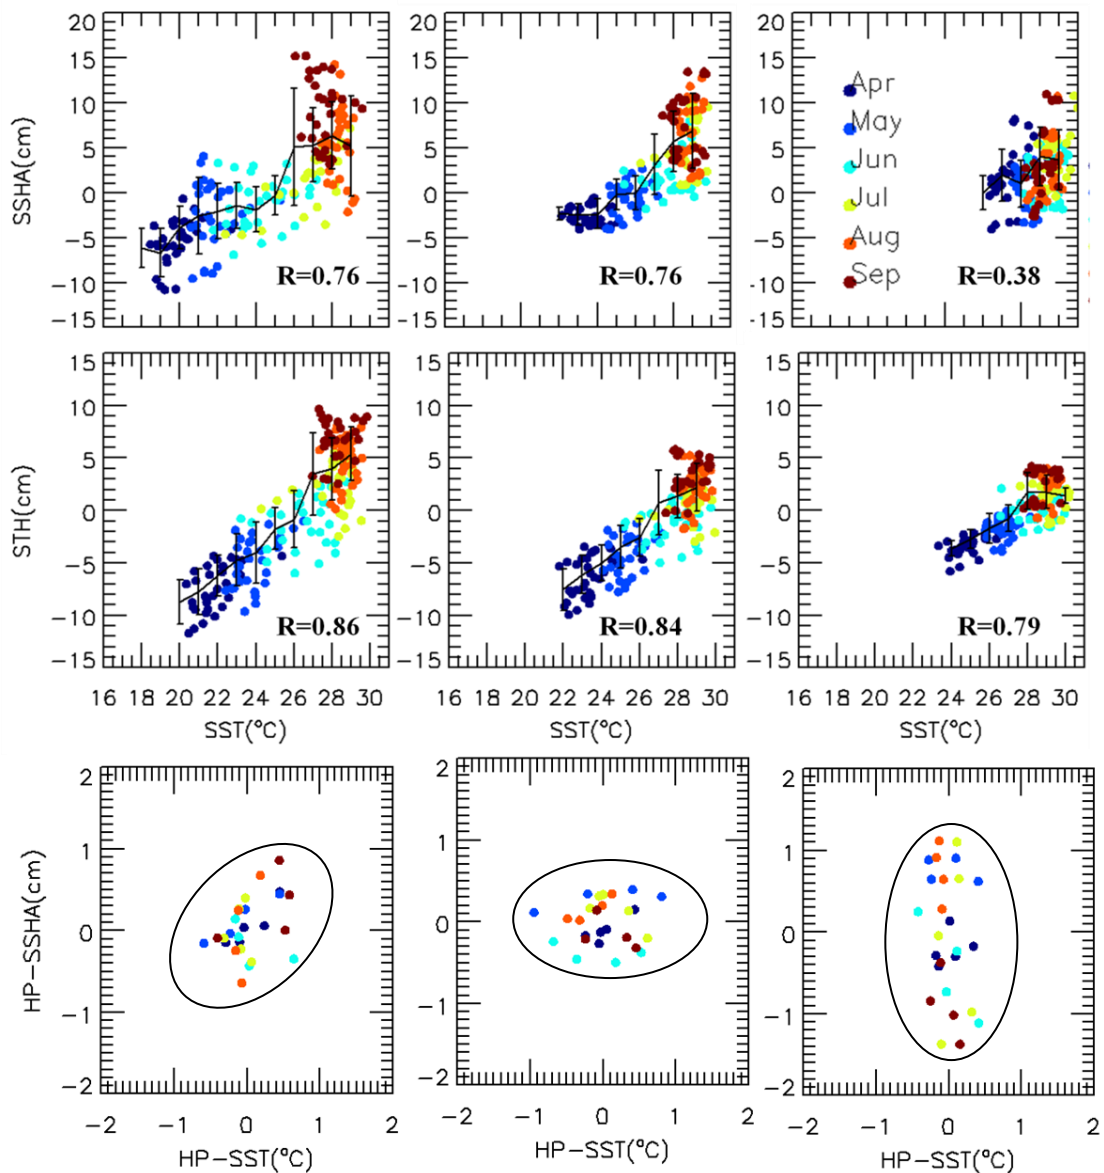 20
20
20
15
15
15
10
10
10
5
5
5
0
0
0
−5
−5
−5
−10
−10
-10
−15
-15
-15
SSHA(cm)
Apr
May
Jun
Jul
Aug
Sep
R=0.76
R=0.76
R=0.38
15
15
15
10
10
10
5
5
5
0
0
0
−5
−5
−5
−10
−10
−10
−15
−15
−15
STH(cm)
R=0.86
R=0.84
R=0.79
16 18 20 22 24 26 28 30
16 18 20 22 24 26 28 30
16 18 20 22 24 26 28 30
SST(°C)
SST(°C)
SST(°C)
2
2
2
1
1
1
0
0
0
−1
−1
−1
−2
−2
−2
HP−SSHA(cm)
−2 −1 0 1 2
−2 −1 0 1 2
−2 −1 0 1 2
HP−SST(°C)
HP−SST(°C)
HP−SST(°C)